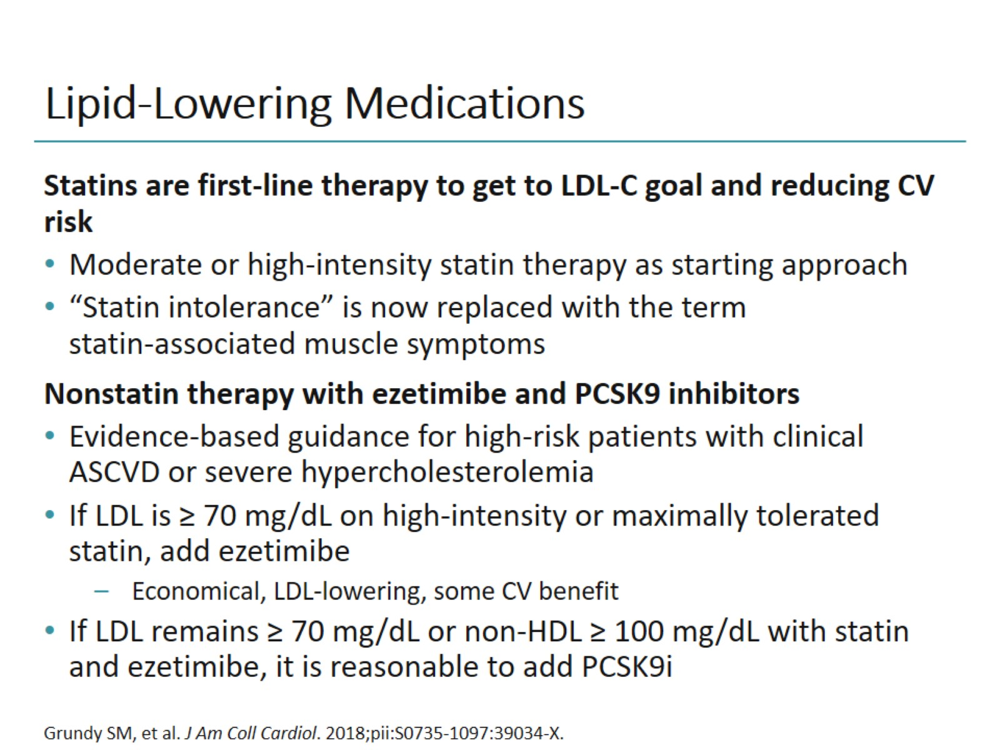 Lipid-Lowering Medications
Statins are first-line therapy to get to LDL-C goal and reducing CV
risk
• Moderate or high-intensity statin therapy as starting approach
• “Statin intolerance” is now replaced with the term
statin-associated muscle symptoms
Nonstatin therapy with ezetimibe and PCSK9 inhibitors
• Evidence-based guidance for high-risk patients with clinical
ASCVD or severe hypercholesterolemia
• If LDL is ≥ 70 mg/dL on high-intensity or maximally tolerated
statin, add ezetimibe
– Economical, LDL-lowering, some CV benefit
• If LDL remains ≥ 70 mg/dL or non-HDL ≥ 100 mg/dL with statin
and ezetimibe, it is reasonable to add PCSK9i
Grundy SM, et al. J Am Coll Cardiol. 2018;pii:S0735-1097:39034-X.